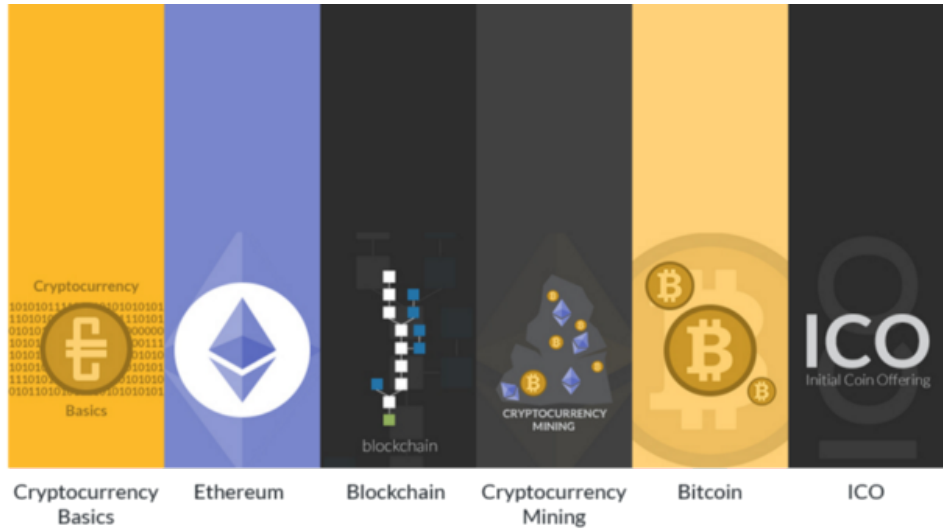 Cryptocurrency
Basics
blockchain
CRYPTOCURRENCY
MINING
ICO
Initial Coin Offering
Cryptocurrency
Basics
Ethereum
Blockchain
Cryptocurrency
Mining
Bitcoin
ICO